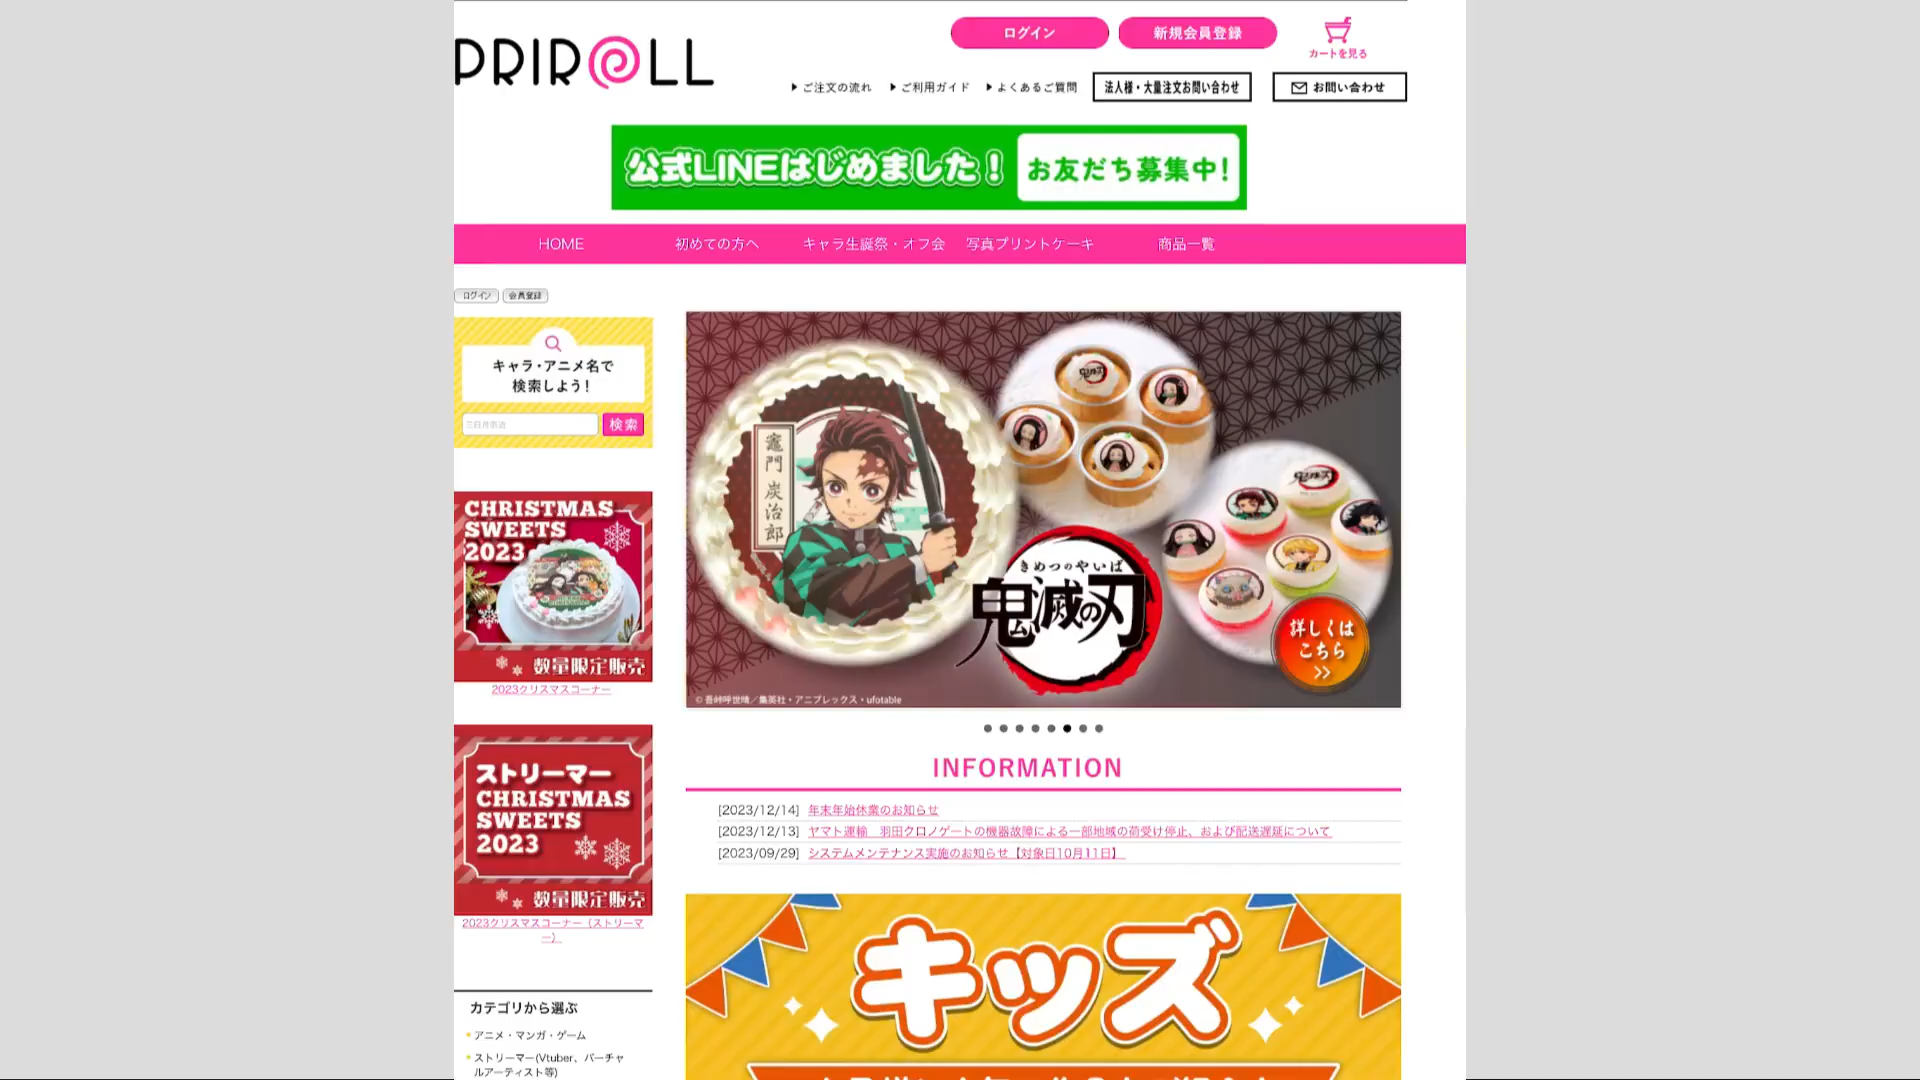 PRIROLL
ログイン
新規会員登録
カートを見る
ご注文の流れ
ご利用ガイド
よくあるご質問
法人様・大量注文お問い合わせ
お問い合わせ
公式LINEはじめました!
お友だち募集中!
HOME
初めての方へ
キャラ生誕祭・オフ会
写真プリントケーキ
商品一覧
ログイン
会員登録
キャラ・アニメ名で
検索しよう!
検索
CHRISTMAS
SWEETS
2023
数量限定販売
2023クリスマスコーナー
ストリーマー
CHRISTMAS
SWEETS
2023
数量限定販売
2023クリスマスコーナー（ストリーマ
ー）
カテゴリから選ぶ
アニメ・マンガ・ゲーム
ストリーマー(Vtuber、バーチャ
ルアーティスト等)
竈門炭治郎
きめつのやいば
鬼滅の刃
詳しくは
こちら
>>
© 吾峠呼世晴／集英社・アニプレックス・ufotable
INFORMATION
[2023/12/14] 年末年始休業のお知らせ
[2023/12/13] ヤマト運輸　羽田クロノゲートの機器故障による一部地域の荷受け停止、および配送遅延について
[2023/09/29] システムメンテナンス実施のお知らせ【対象日10月11日】
キッズ